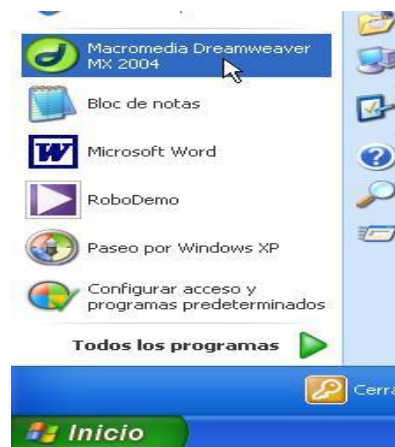 Macromedia Dreamweaver
MX 2004
Bloc de notas
Microsoft Word
RoboDemo
Paseo por Windows XP
Configurar acceso y
programas predeterminados
Todos los programas
Cerra
Inicio